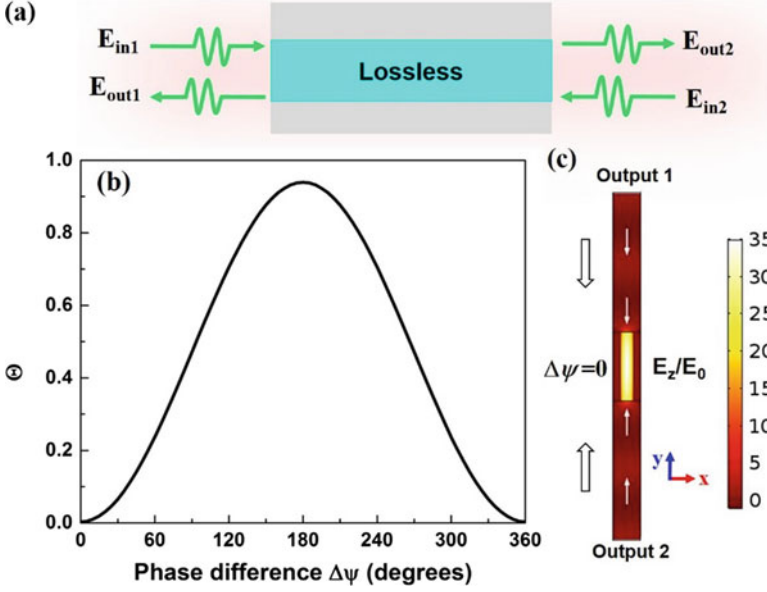 (a)
E_in1
E_out1
Lossless
E_out2
E_in2
(b)
1.0
0.8
0.6
0.4
0.2
0.0
Θ
0 60 120 180 240 300 360
Phase difference Δψ (degrees)
(c)
Output 1
Δψ=0
E_z/E_0
y
x
Output 2
35
30
25
20
15
10
5
0